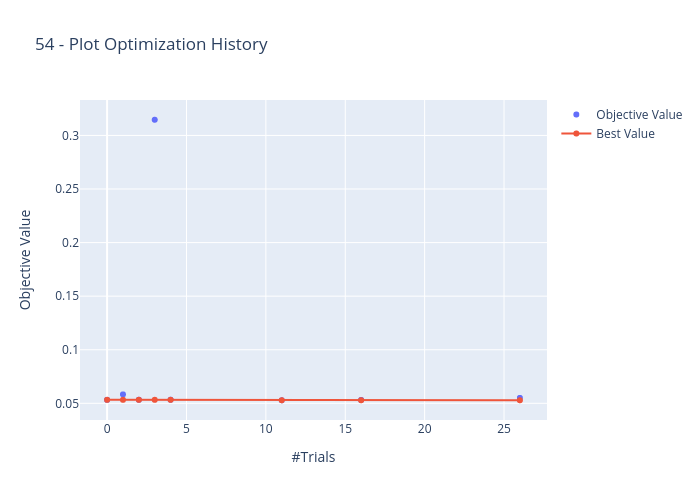 54 - Plot Optimization History
Objective Value
Best Value
0.3
0.25
0.2
0.15
0.1
0.05
Objective Value
0
5
10
15
20
25
#Trials